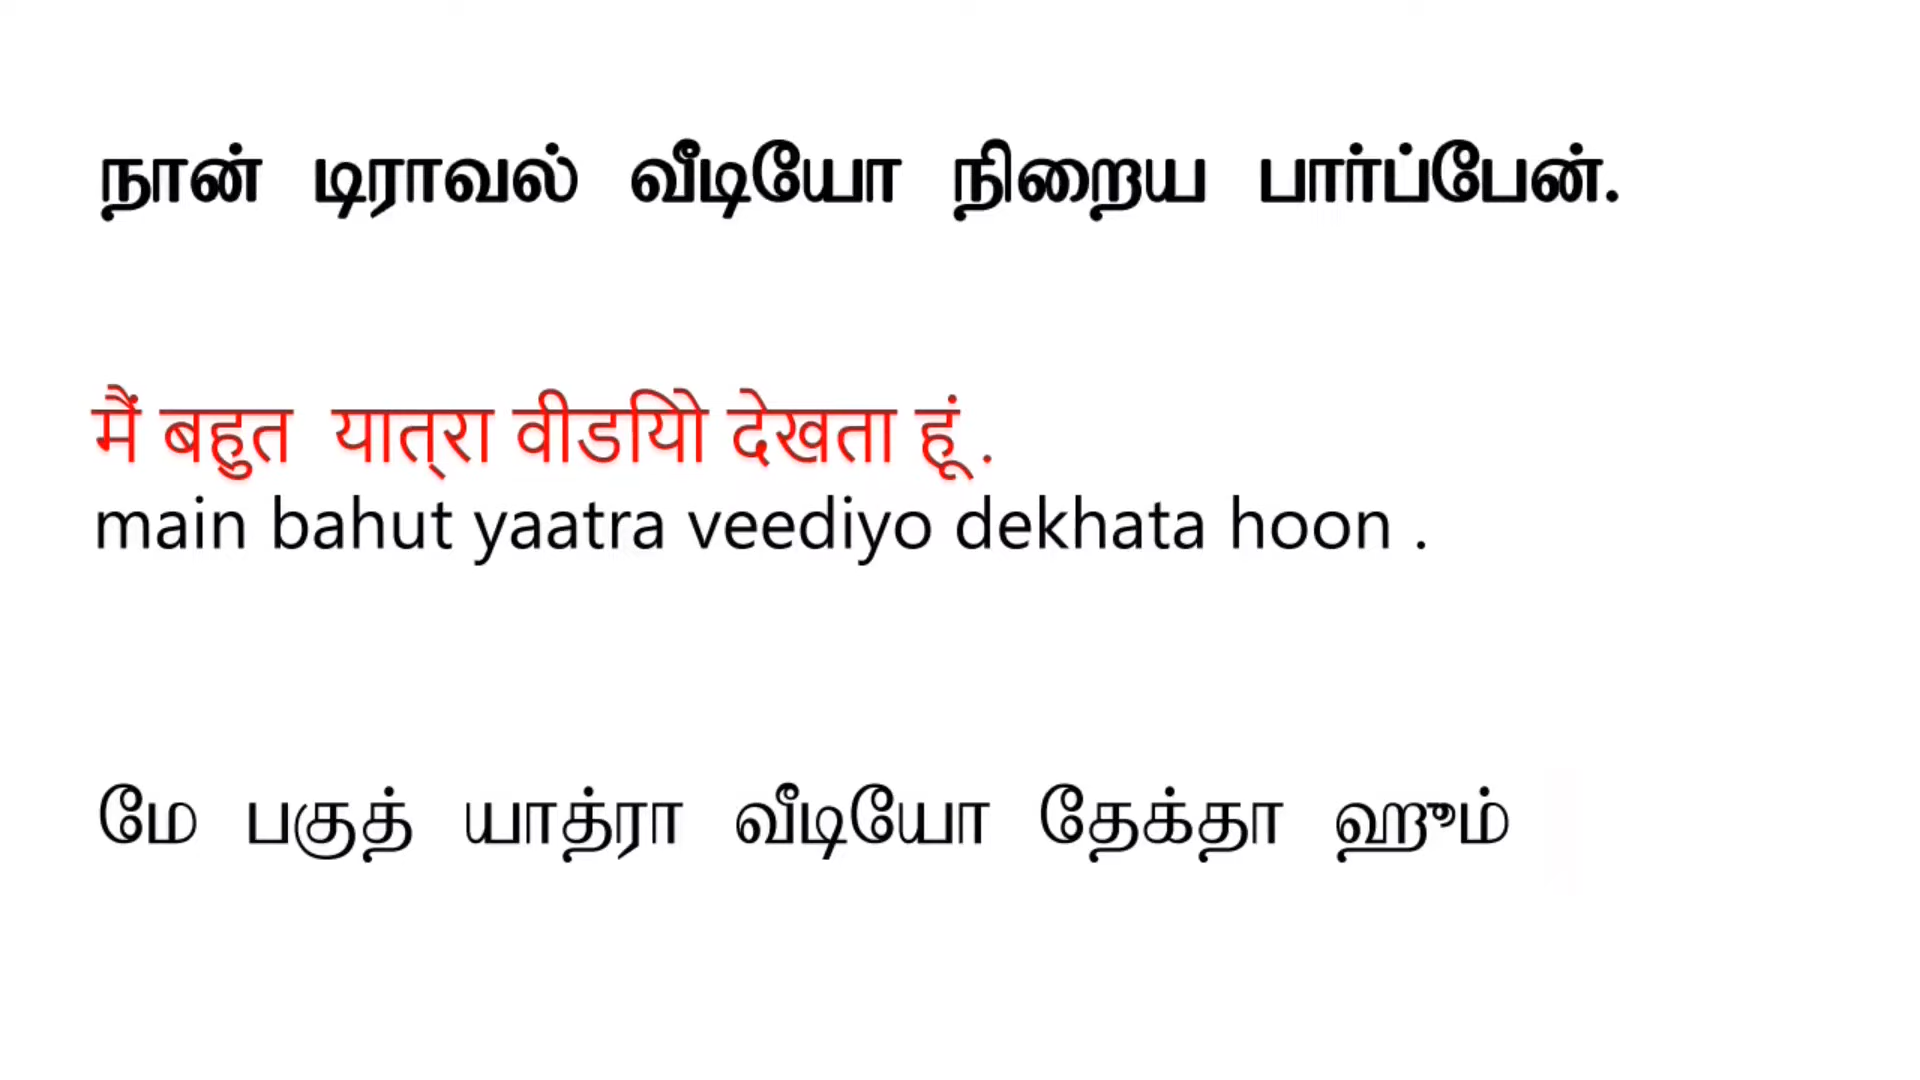 நான் டிராவல் வீடியோ நிறைய பார்ப்பேன்.
मैं बहुत यात्रा वीडियो देखता हूं .
main bahut yaatra veediyo dekhata hoon .
மே பகுத் யாத்ரா வீடியோ தேக்தா ஹூம்